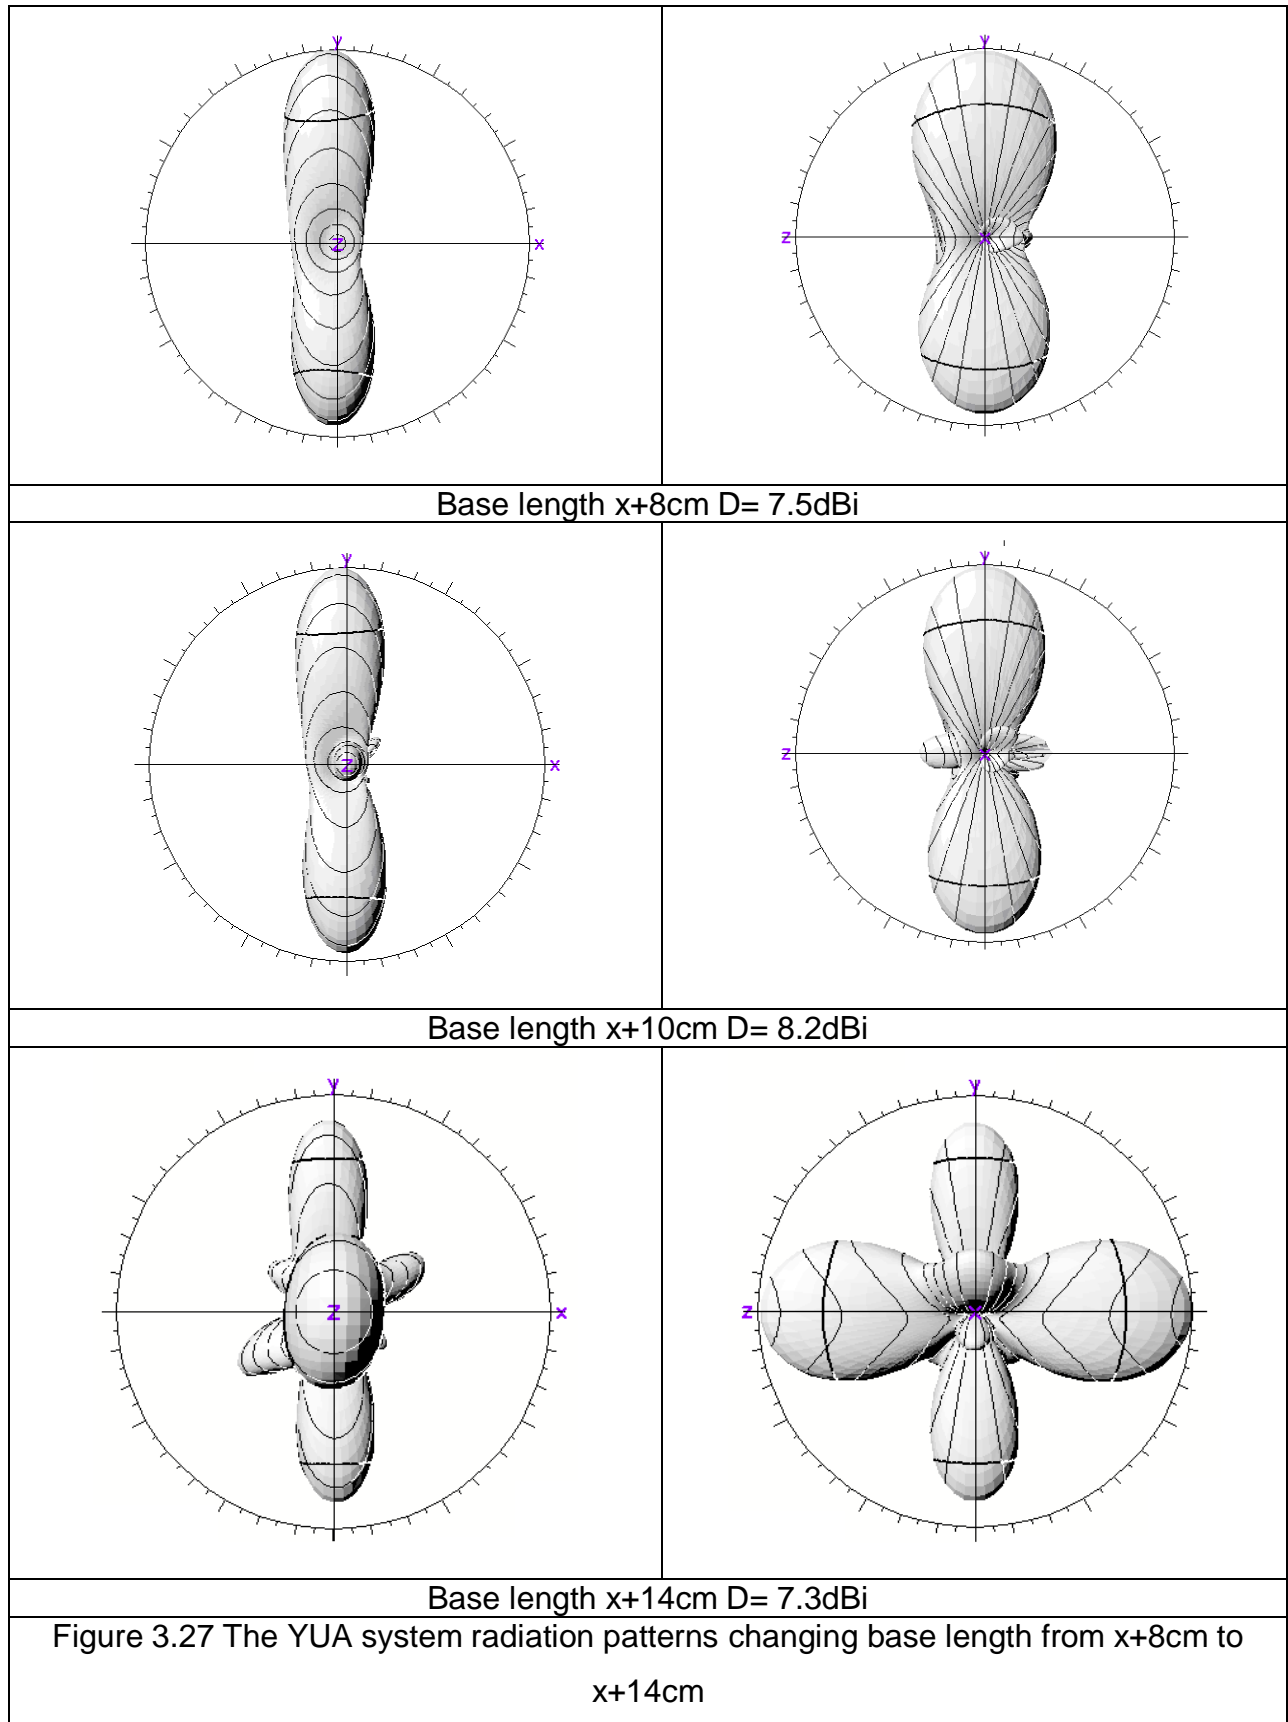 Y
X
Z
Y
Z
X
Base length x+8cm D= 7.5dBi
Y
X
Z
Y
Z
X
Base length x+10cm D= 8.2dBi
Y
X
Z
Y
Z
X
Base length x+14cm D= 7.3dBi
Figure 3.27 The YUA system radiation patterns changing base length from x+8cm to
x+14cm